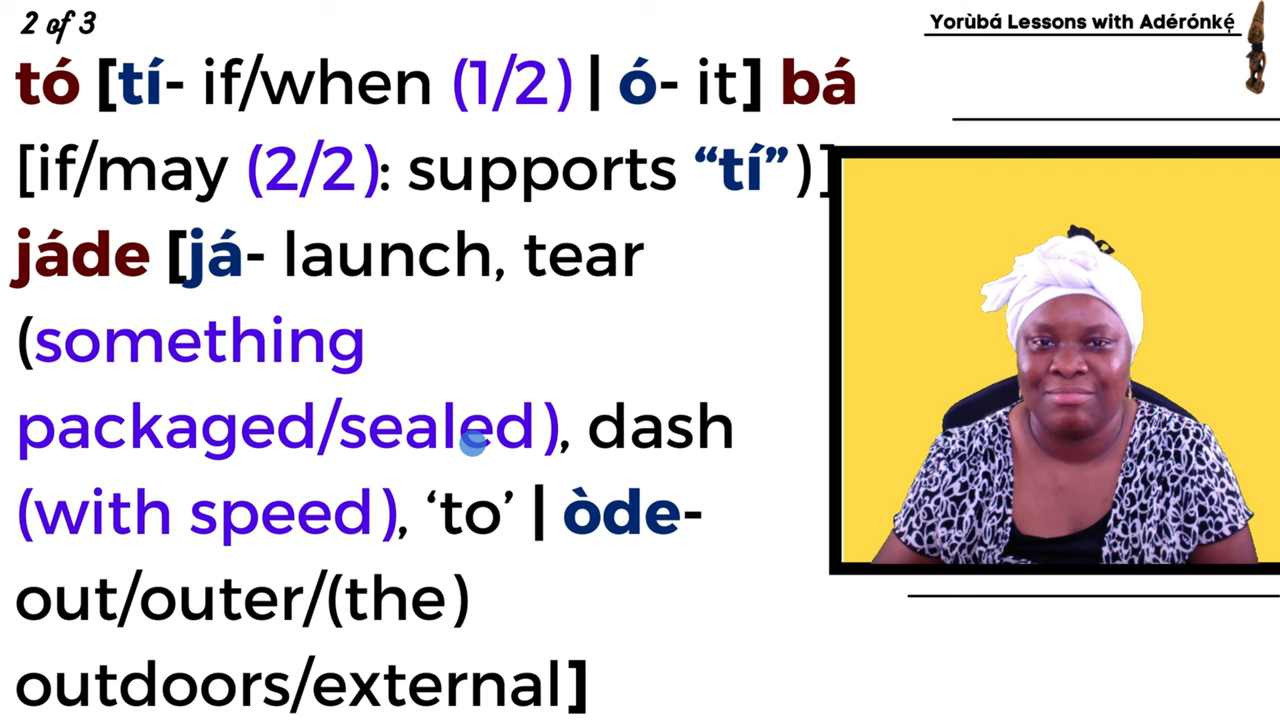 2 of 3
Yorùbá Lessons with Adérónkẹ́
tó [tí- if/when (1/2) | ó- it] bá
[if/may (2/2): supports “tí”)]
jáde [já- launch, tear
(something
packaged/sealed), dash
(with speed), ‘to’ | òde-
out/outer/(the)
outdoors/external]